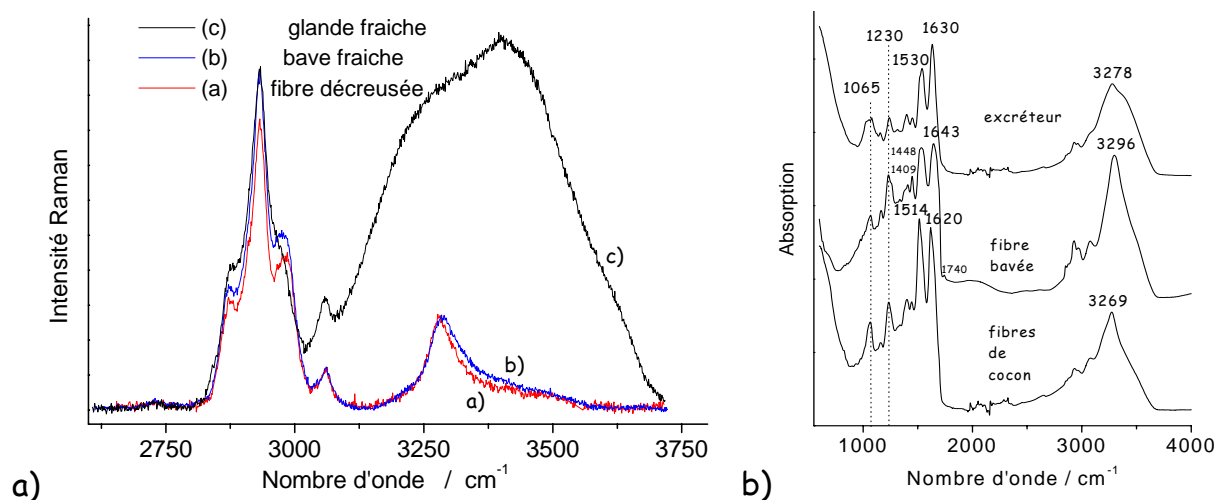 (c) glande fraiche
(b) bave fraiche
(a) fibre décreusée
Intensité Raman
c)
b)
a)
2750 3000 3250 3500 3750
Nombre d'onde / cm-1
a)
1630
1230
1530
1065
3278
excréteur
1643
3296
1448
1409
1514
1620
fibre
bavée
1740
3269
fibres
de
cocon
Absorption
1000 2000 3000 4000
Nombre d'onde / cm-1
b)